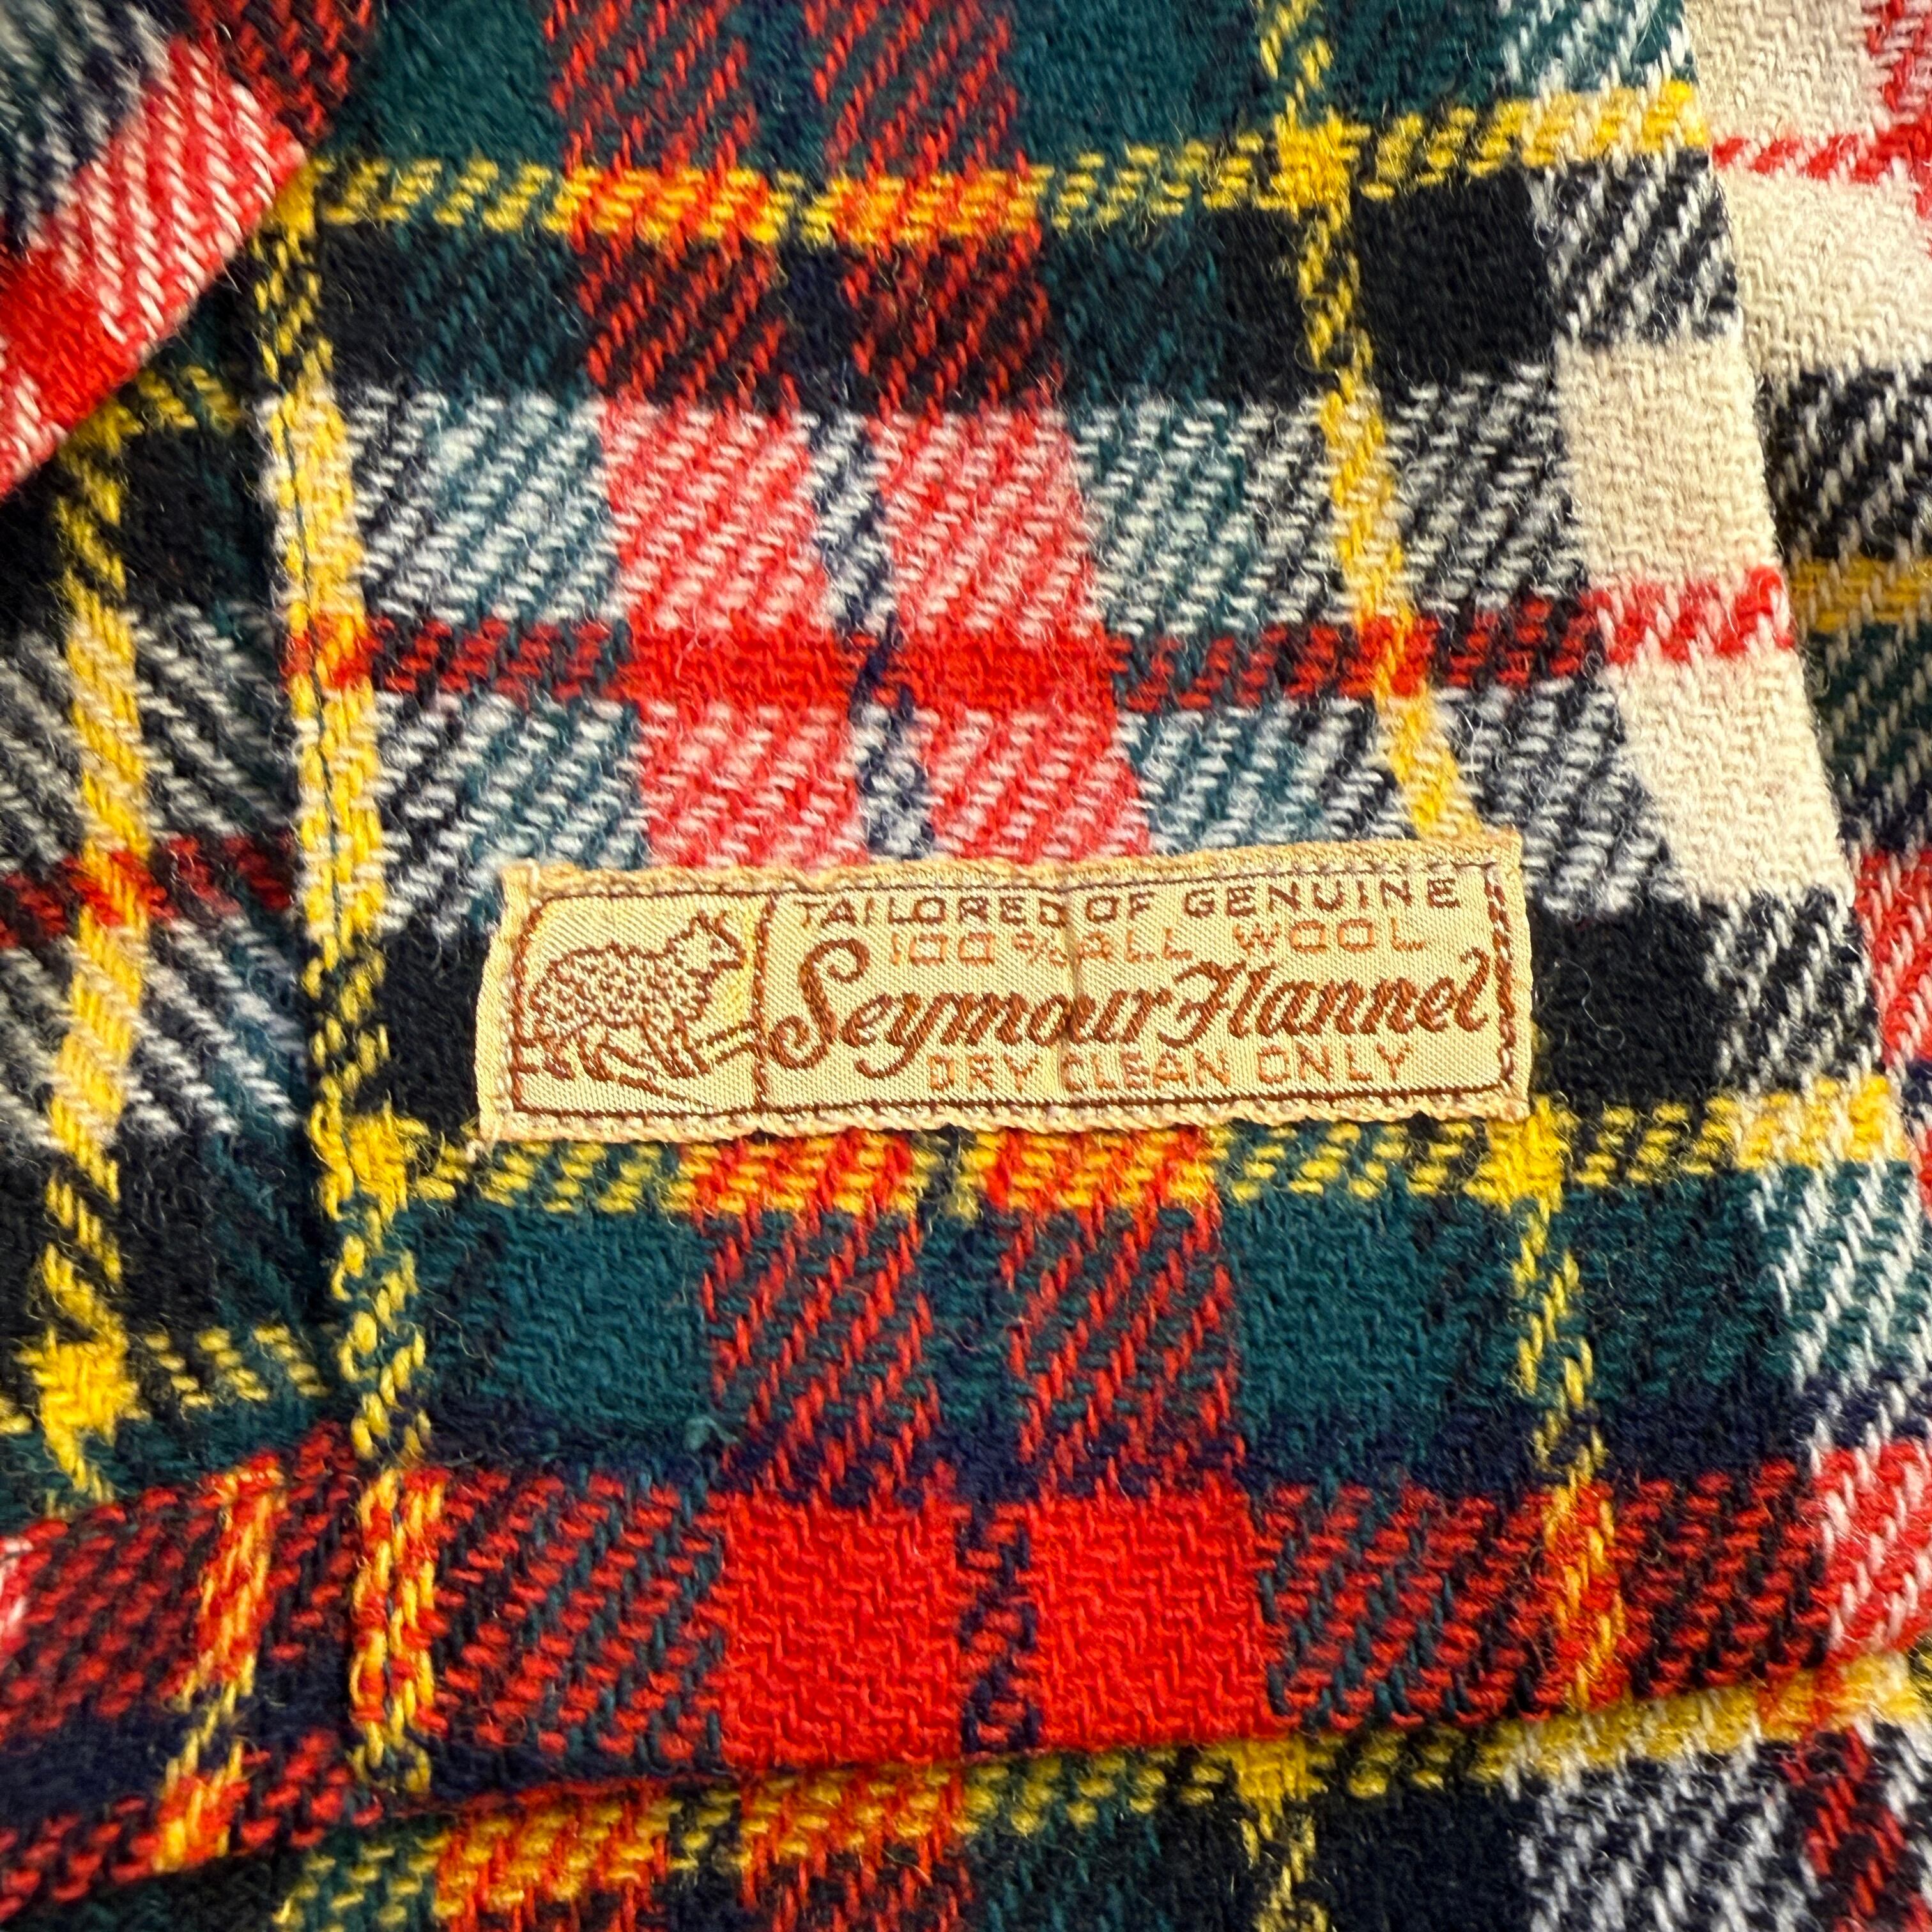 TAILORED OF GENUINE
100% ALL WOOL
Seymour Flannel
DRY CLEAN ONLY